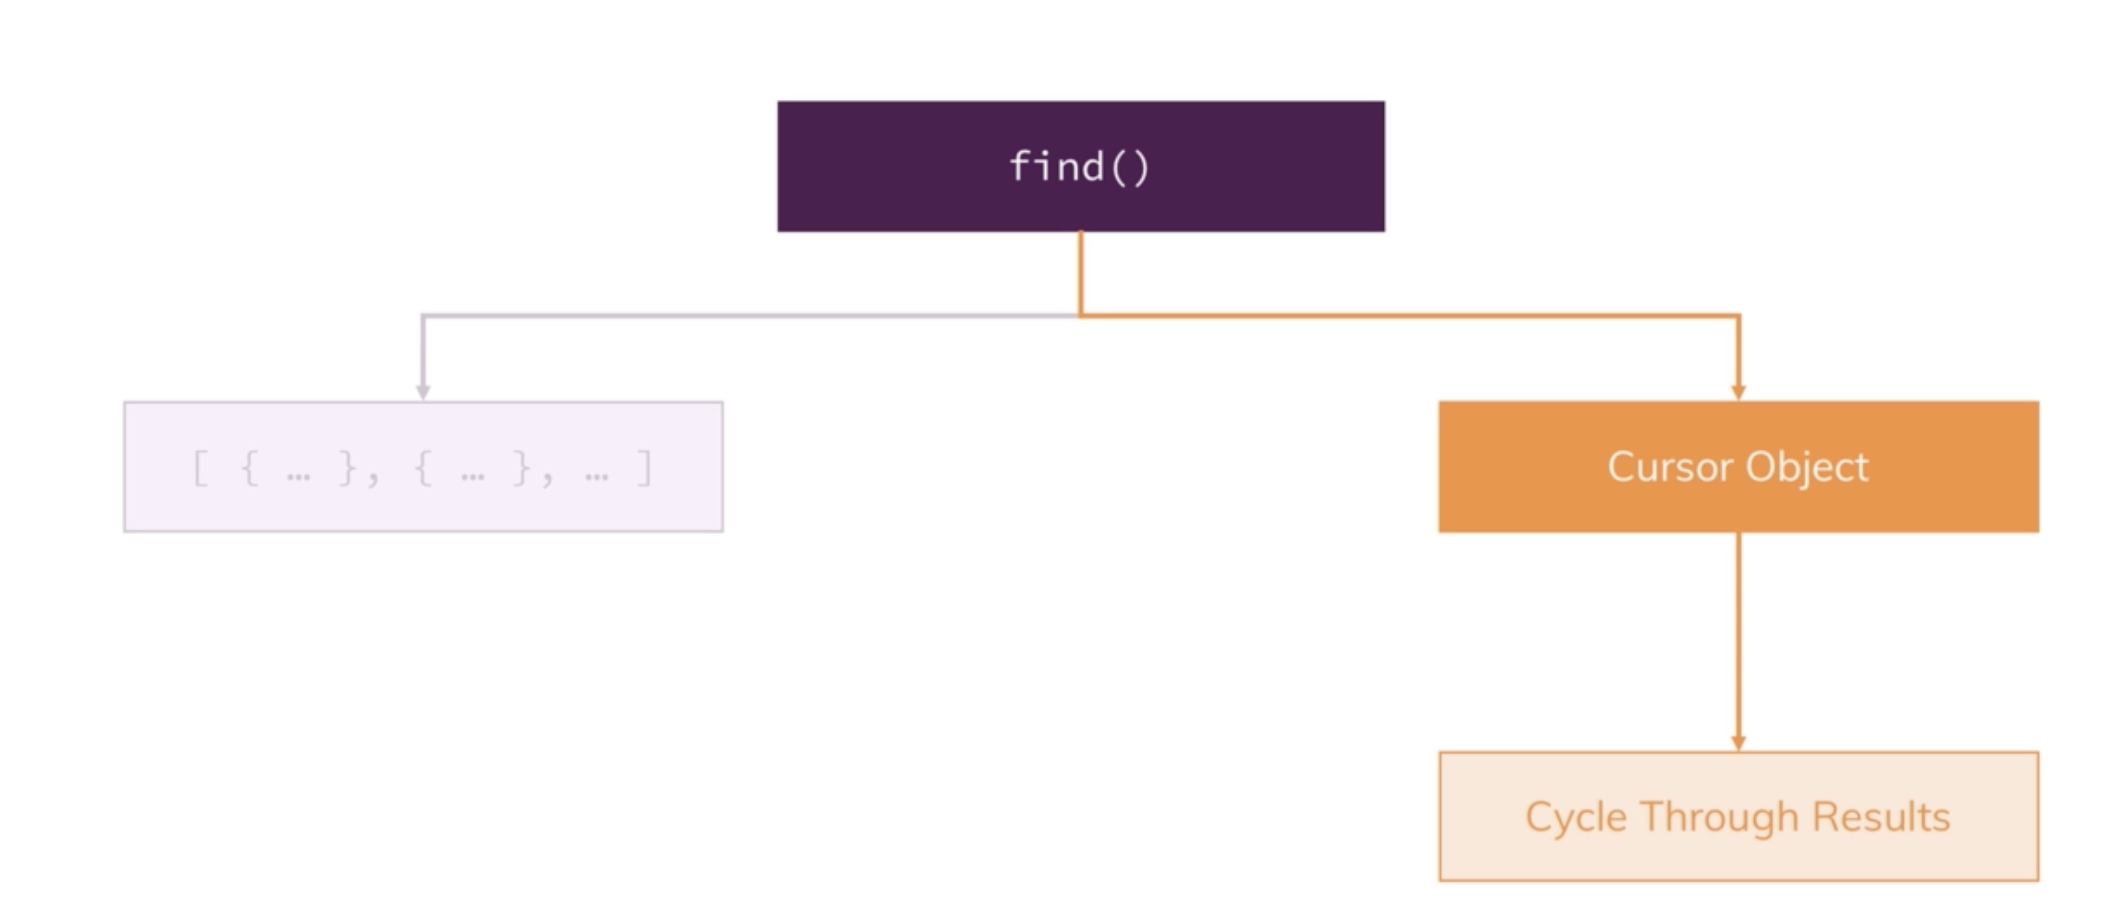 find()
[ { … }, { … }, … ]
Cursor Object
Cycle Through Results